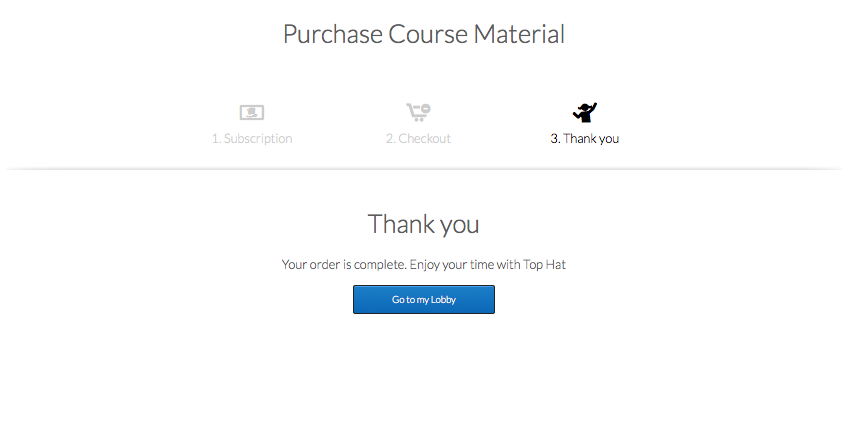 Purchase Course Material
1. Subscription
2. Checkout
3. Thank you
Thank you
Your order is complete. Enjoy your time with Top Hat
Go to my Lobby